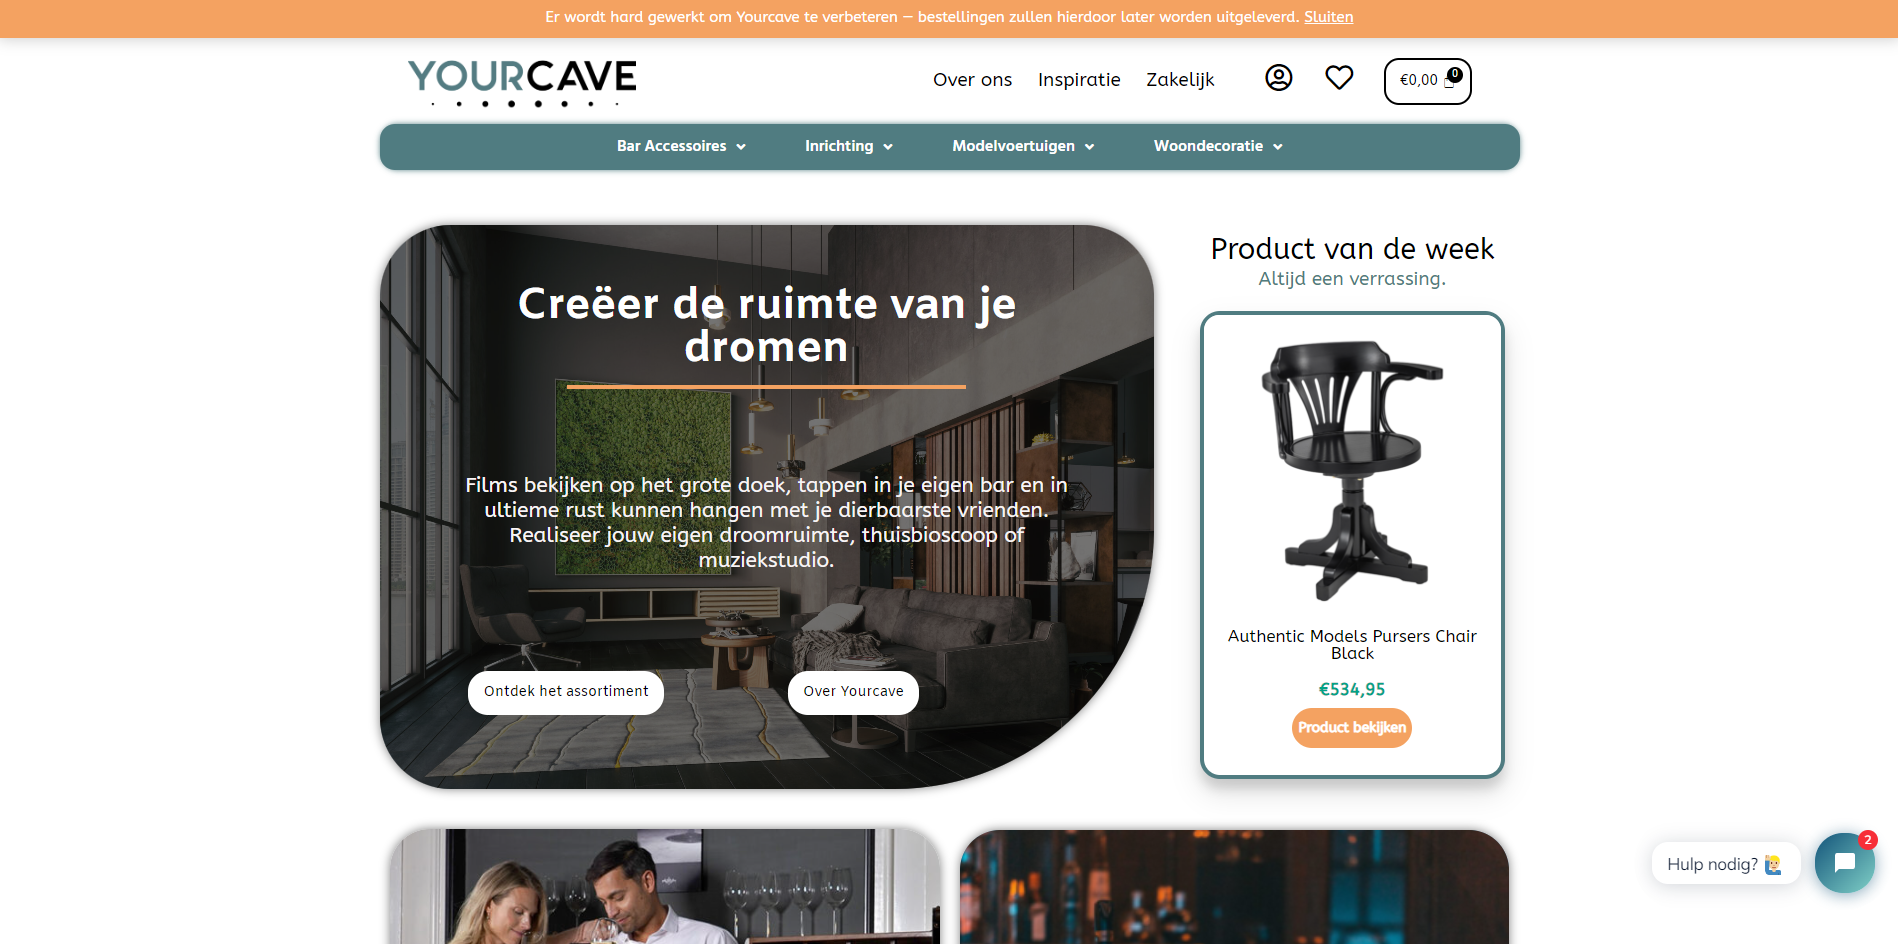 Er wordt hard gewerkt om Yourcave te verbeteren — bestellingen zullen hierdoor later worden uitgeleverd. Sluiten
YOURCAVE
Over ons
Inspiratie
Zakelijk
€0,00
0
Bar Accessoires
Inrichting
Modelvoertuigen
Woondecoratie
Creëer de ruimte van je
dromen
Films bekijken op het grote doek, tappen in je eigen bar en in
ultieme rust kunnen hangen met je dierbaarste vrienden.
Realiseer jouw eigen droomruimte, thuisbioscoop of
muziekstudio.
Ontdek het assortiment
Over Yourcave
Product van de week
Altijd een verrassing.
Authentic Models Pursers Chair
Black
€534,95
Product bekijken
Hulp nodig?
2